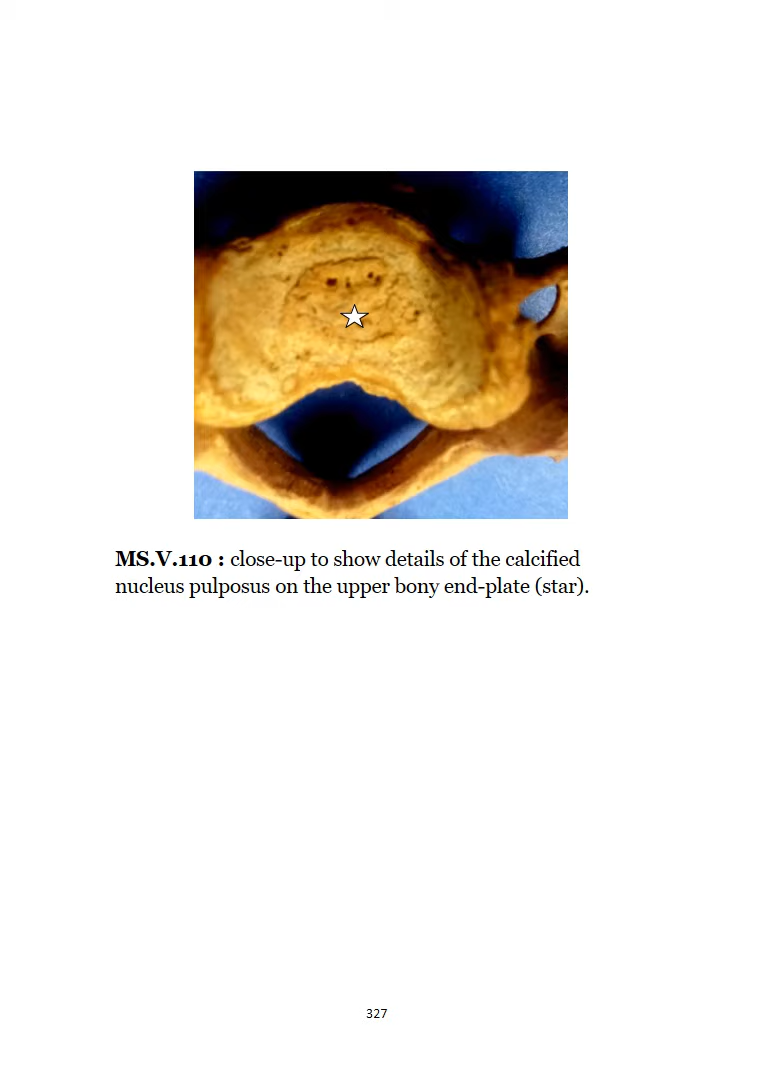 MS.V.110 : close-up to show details of the calcified
nucleus pulposus on the upper bony end-plate (star).
327